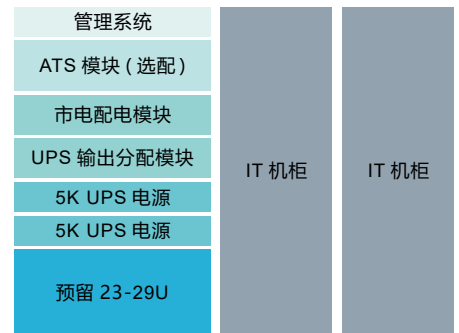 管理系统
ATS 模块 ( 选配 )
市电配电模块
UPS 输出分配模块
5K UPS 电源
5K UPS 电源
预留 23-29U
IT 机柜
IT 机柜